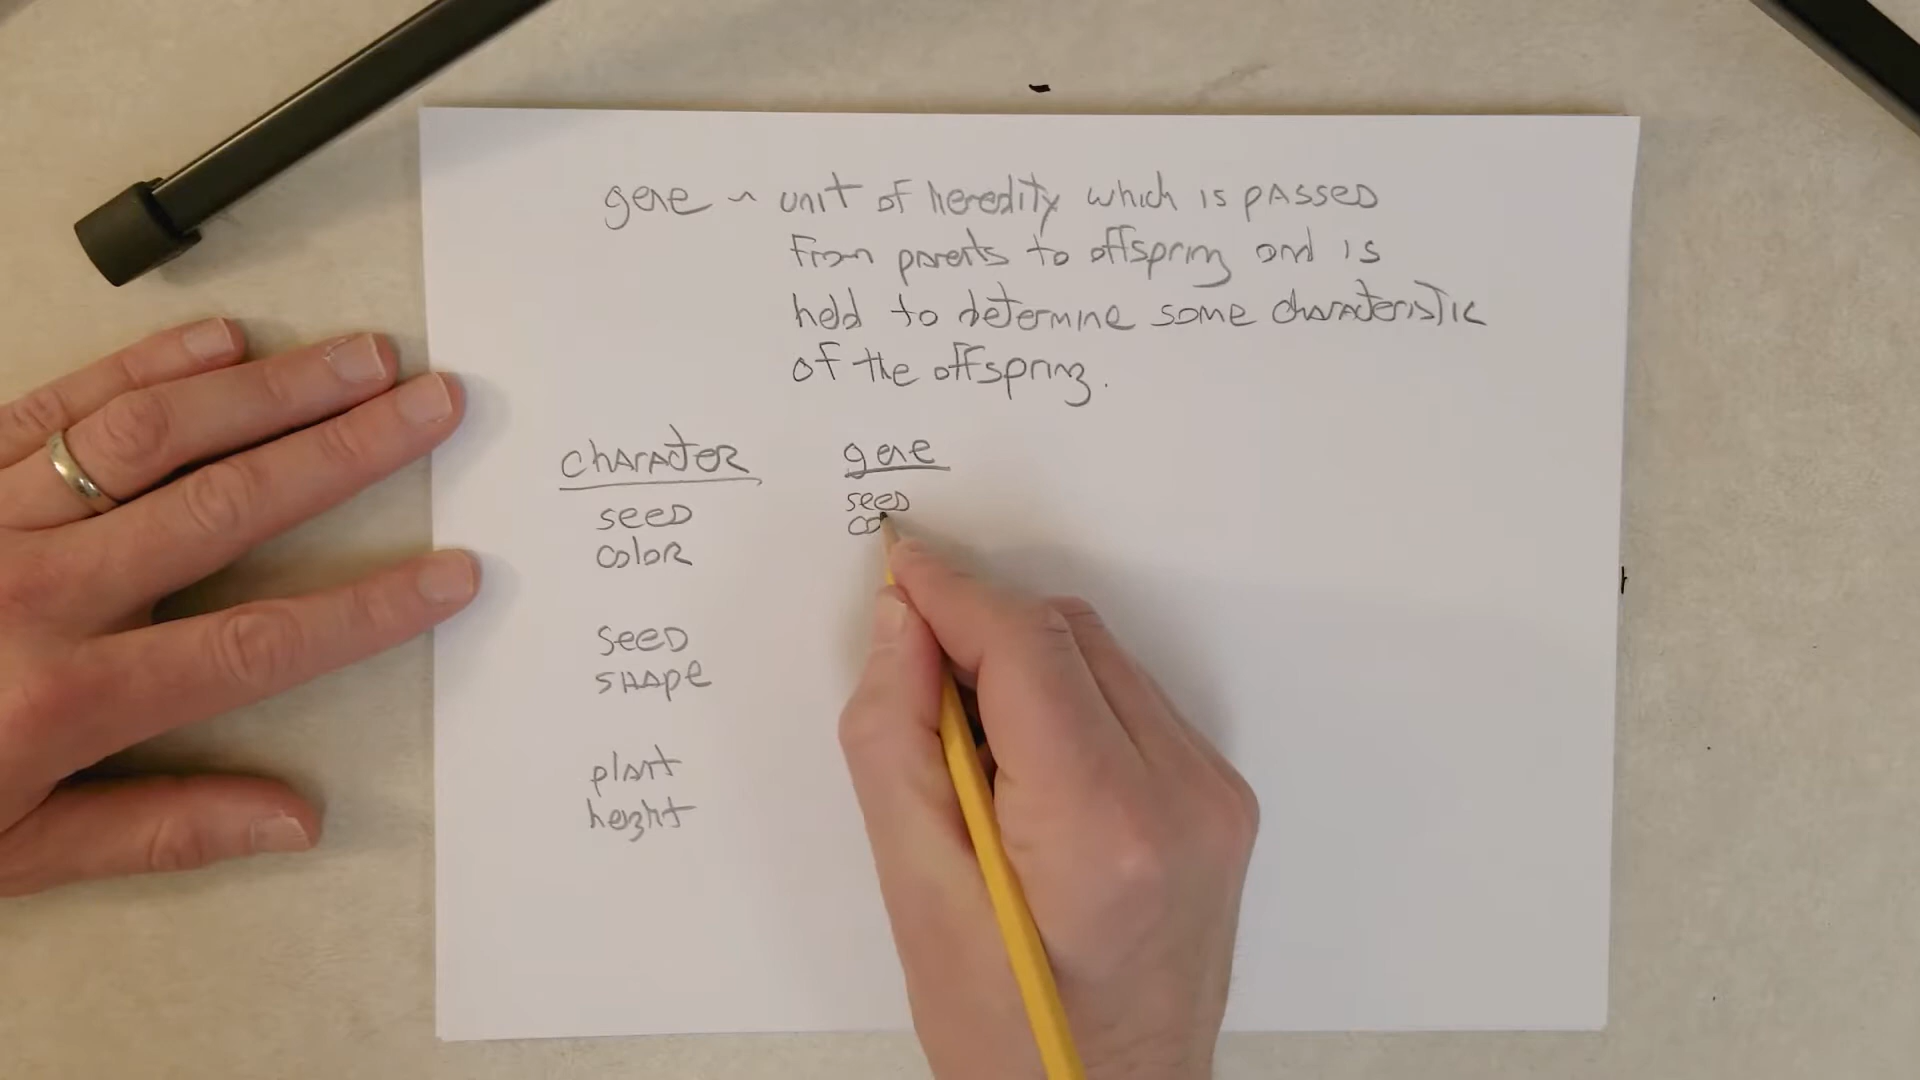 gene ~ unit of heredity which is passed
from parents to offspring and is
held to determine some characteristic
of the offspring.
character gene
seed seed
color co
seed
shape
plant
height